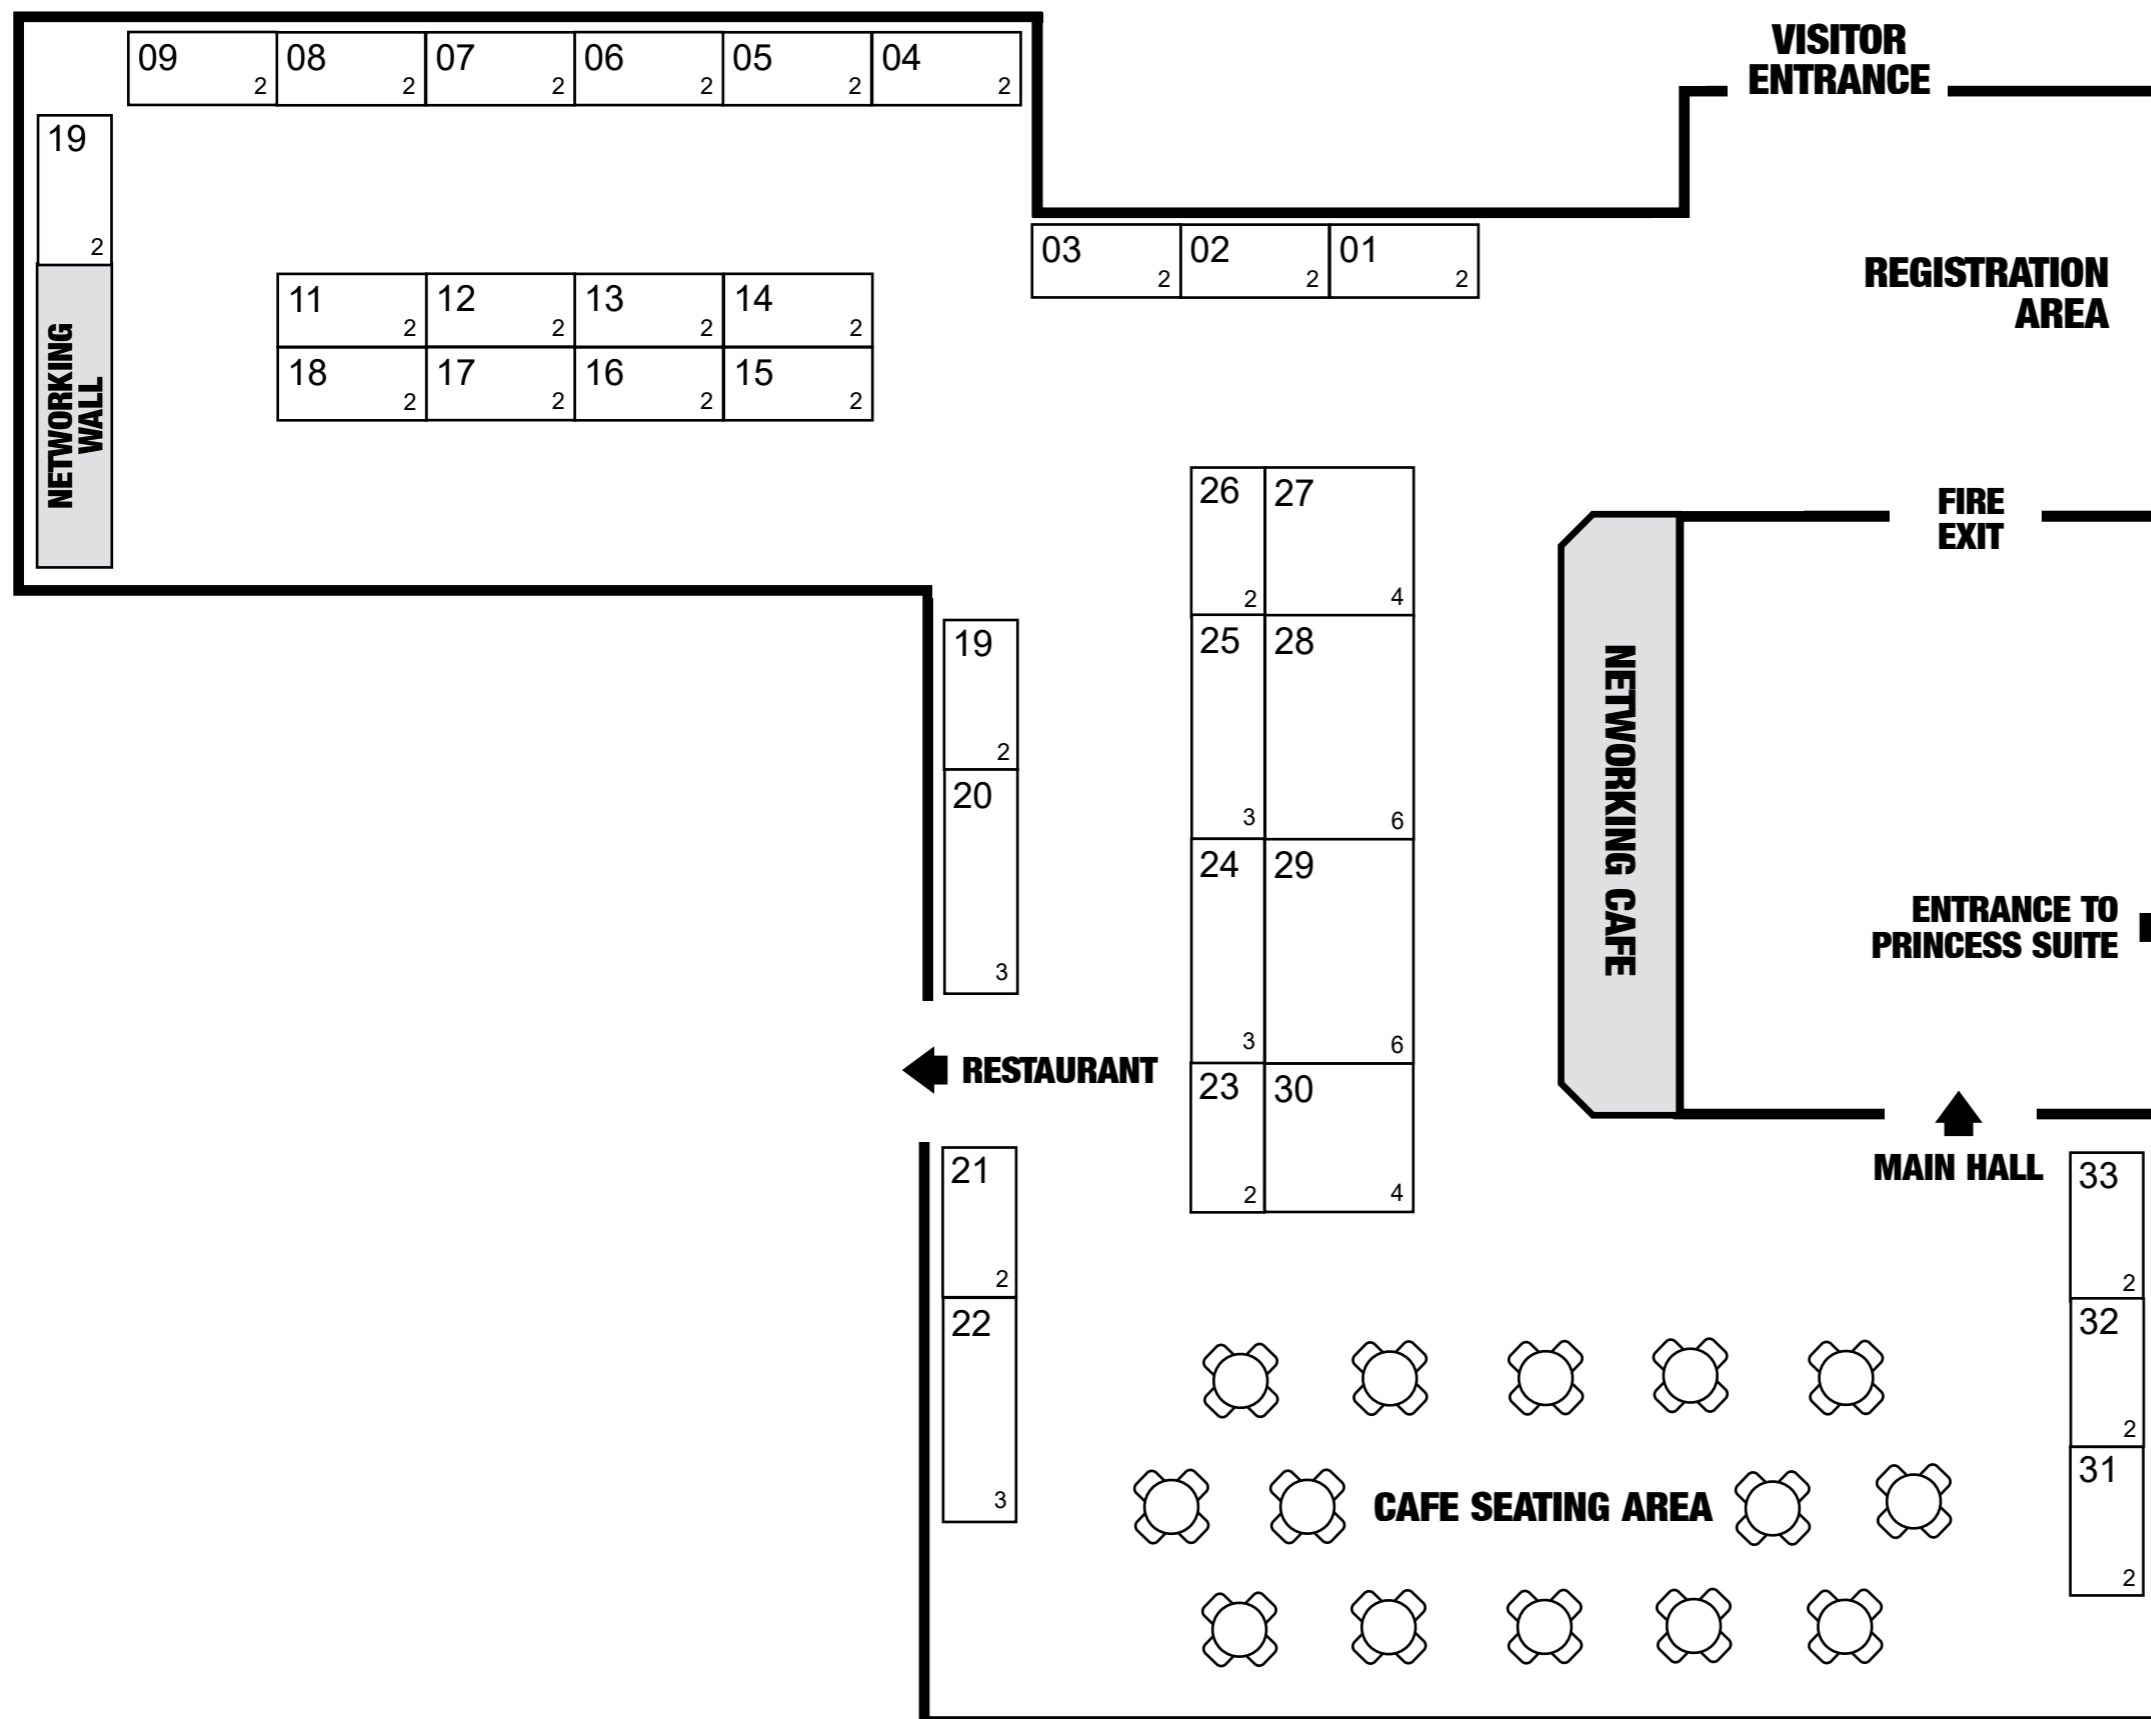 VISITOR
ENTRANCE
09 2
08 2
07 2
06 2
05 2
04 2
19 2
03 2
02 2
01 2
REGISTRATION
AREA
11 2
12 2
13 2
14 2
18 2
17 2
16 2
15 2
NETWORKING
WALL
26 2
27 4
FIRE
EXIT
19 2
25 3
28 6
NETWORKING CAFE
20 3
24 3
29 6
ENTRANCE TO
PRINCESS SUITE
RESTAURANT
23 2
30 4
21 2
MAIN HALL
33 2
22 3
32 2
31 2
CAFE SEATING AREA